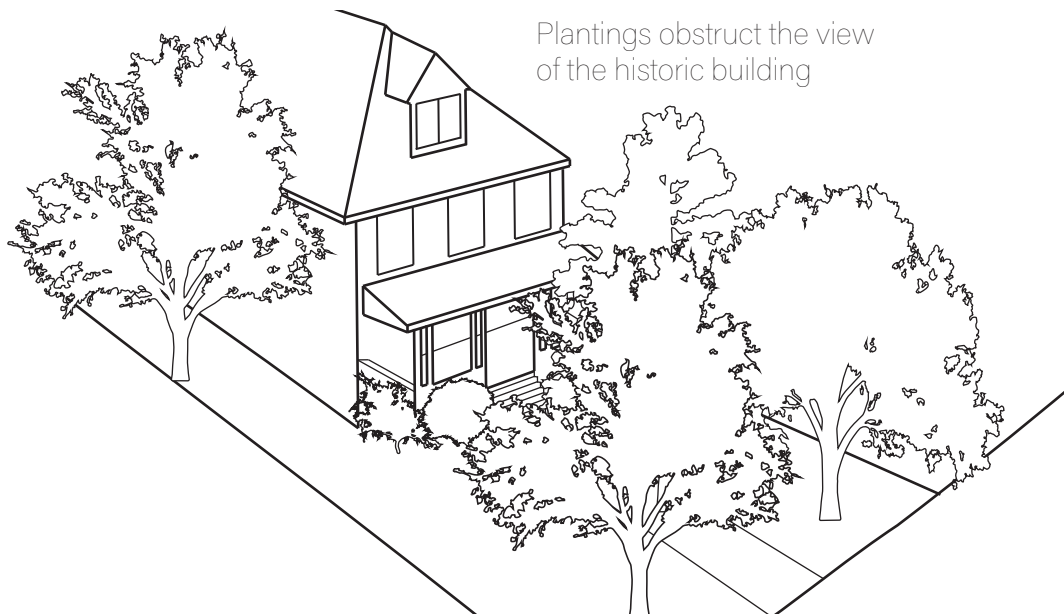 Plantings obstruct the view
of the historic building